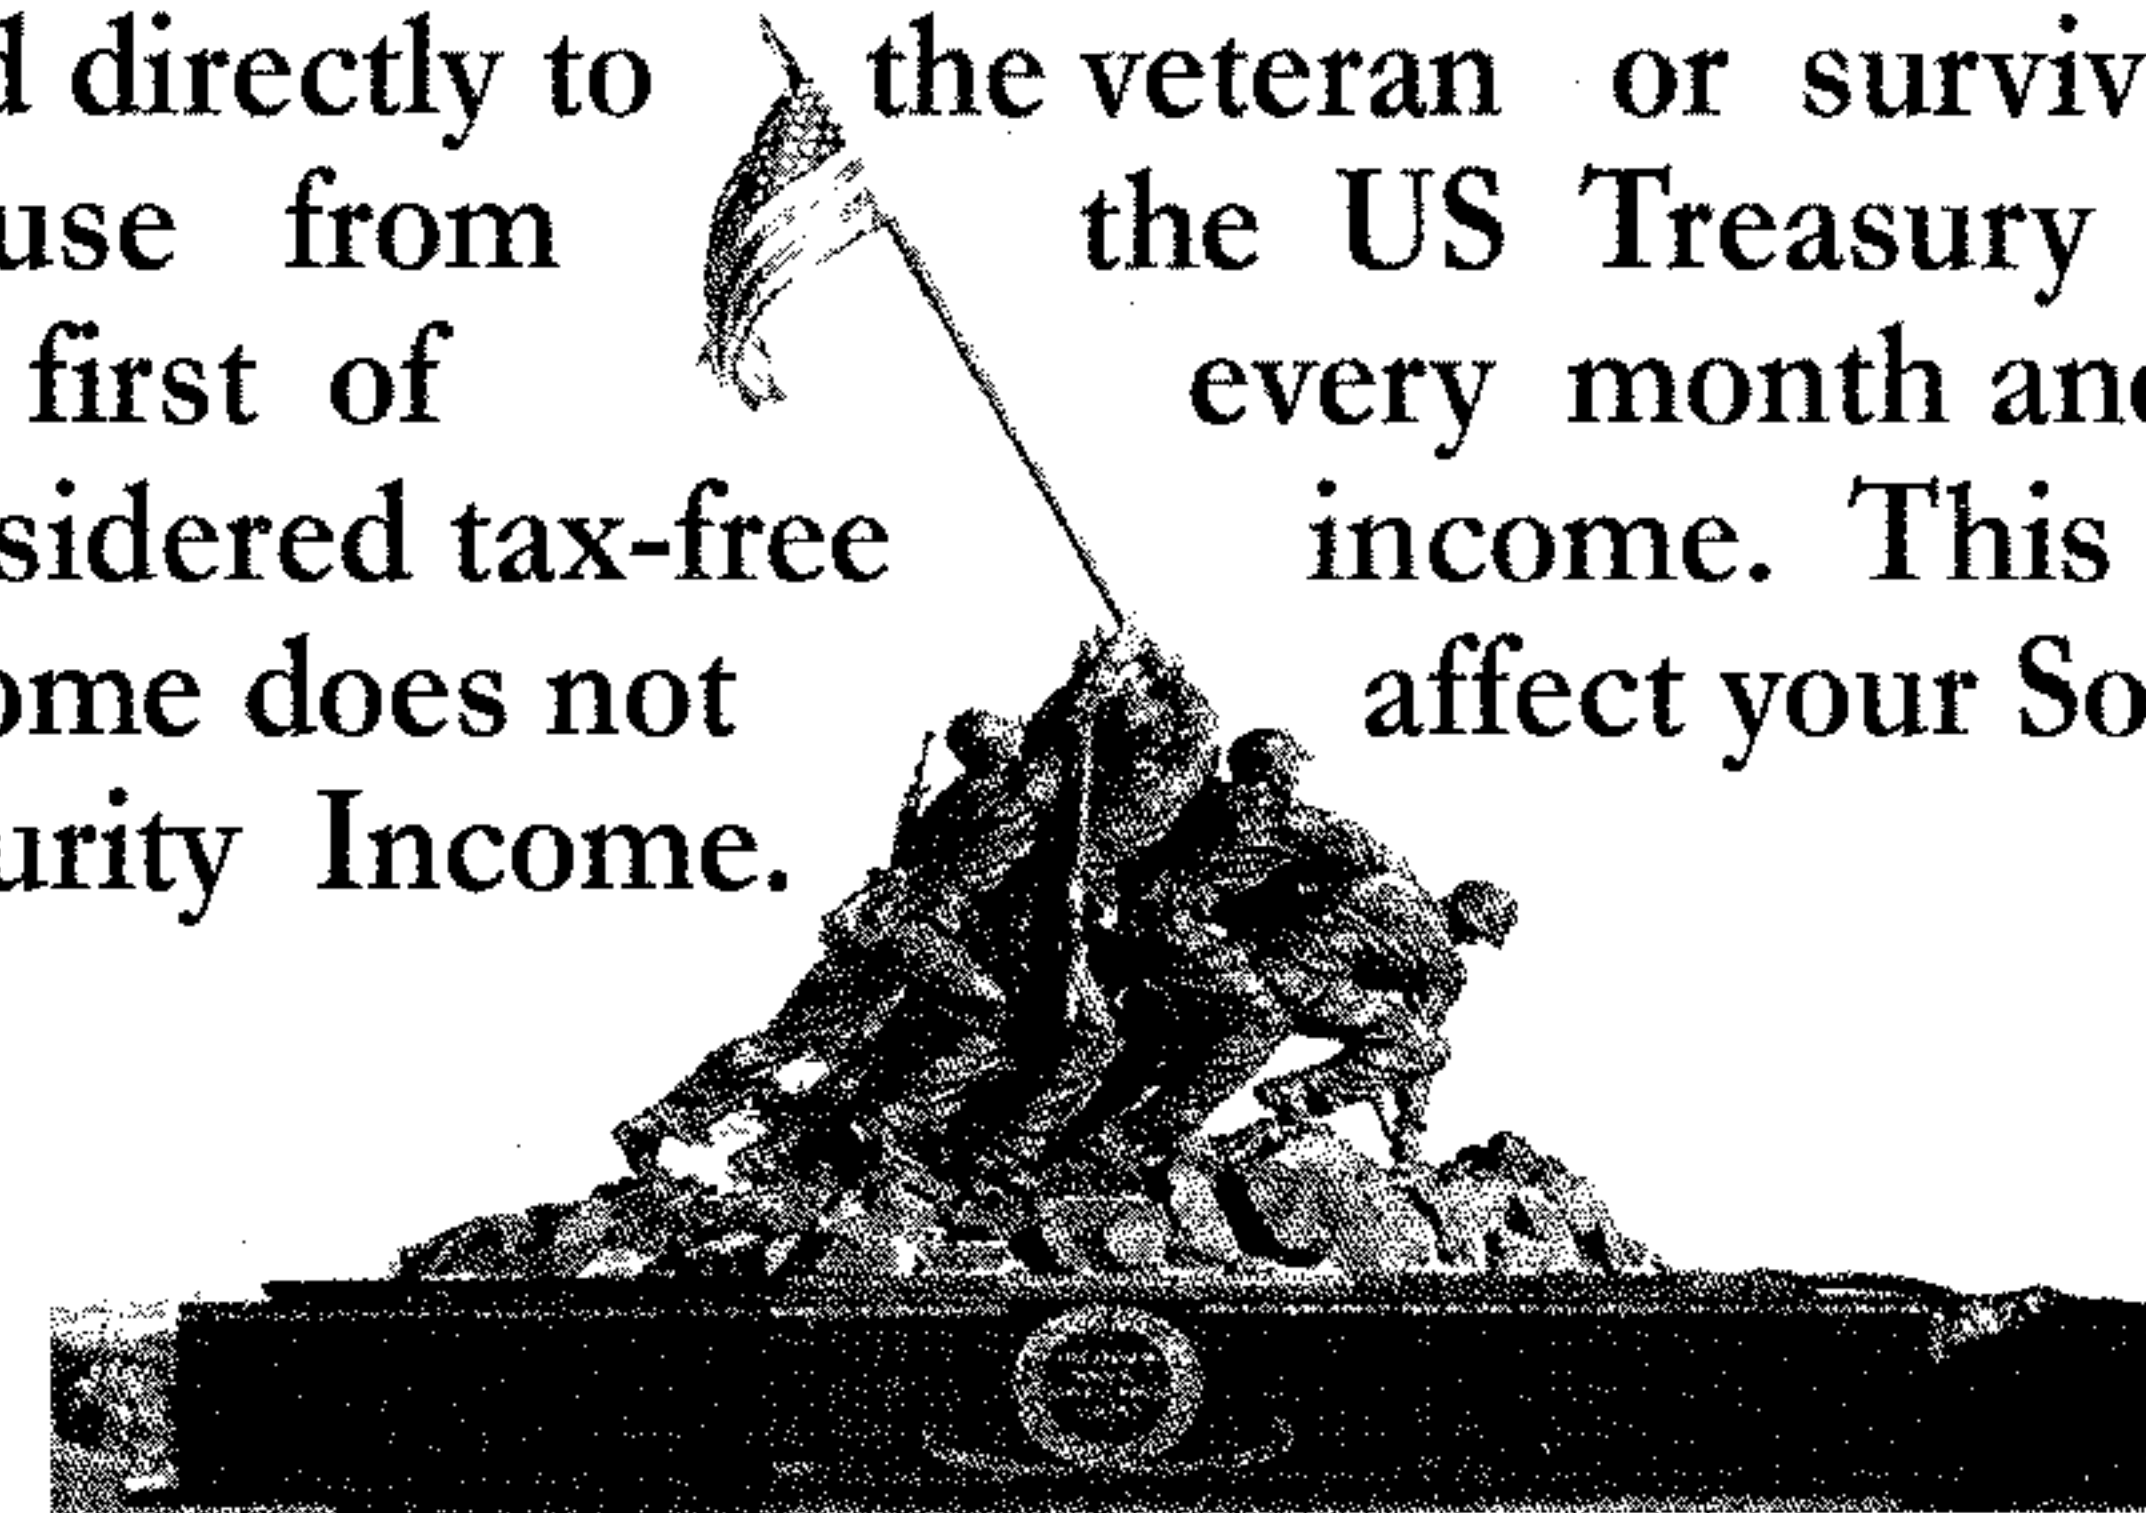 d directly to the veteran or surviv
use from the US Treasury
first of every month and
sidered tax-free income. This
ome does not affect your So
urity Income.